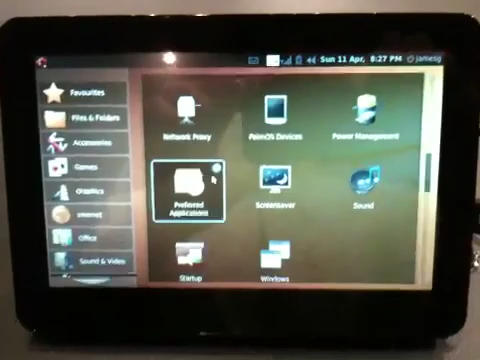 Sun 11 Apr, 8:27 PM jamesg
Favourites
Files & Folders
Accessories
Games
Graphics
Internet
Office
Sound & Video
Network Proxy
PalmOS Devices
Power Management
Preferred
Applications
Screensaver
Sound
Startup
Windows